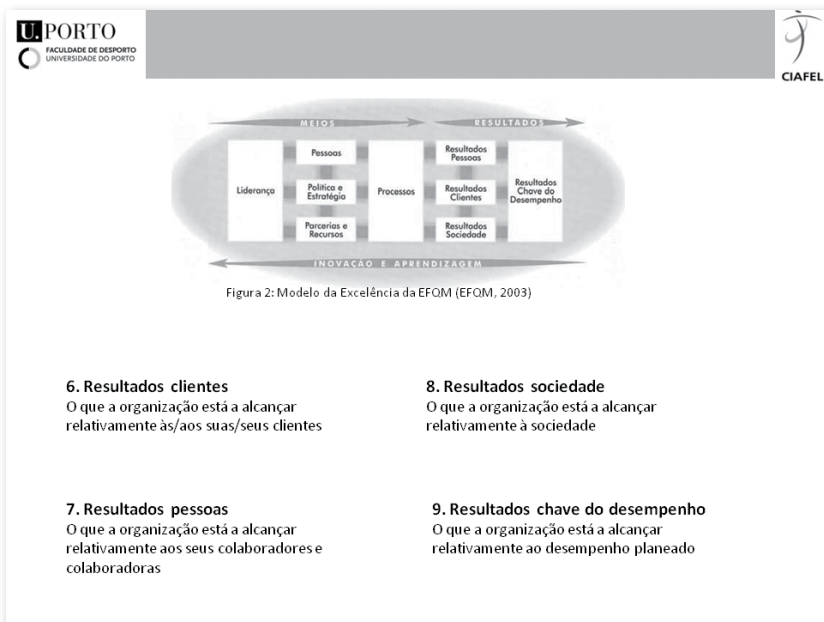 U. PORTO
FACULDADE DE DESPORTO
UNIVERSIDADE DO PORTO
CIAFEL
MEIOS
RESULTADOS
Liderança
Pessoas
Política e
Estratégia
Parcerias e
Recursos
Processos
Resultados
Pessoas
Resultados
Clientes
Resultados
Sociedade
Resultados
Chave do
Desempenho
INOVAÇÃO E APRENDIZAGEM
Figura 2: Modelo da Excelência da EFQM (EFQM, 2003)
6. Resultados clientes
O que a organização está a alcançar
relativamente às/aos suas/seus clientes
8. Resultados sociedade
O que a organização está a alcançar
relativamente à sociedade
7. Resultados pessoas
O que a organização está a alcançar
relativamente aos seus colaboradores e
colaboradoras
9. Resultados chave do desempenho
O que a organização está a alcançar
relativamente ao desempenho planeado